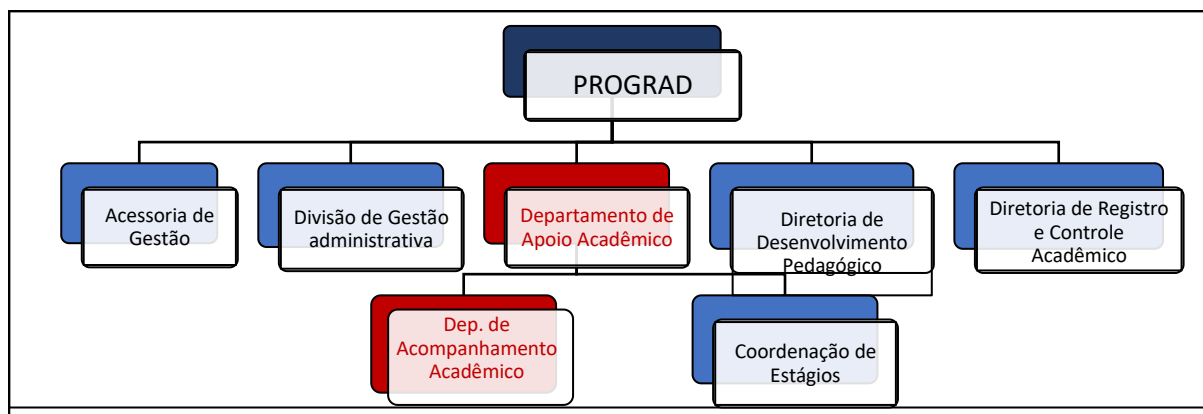 PROGRAD
Acessoria de
Gestão
Divisão de Gestão
administrativa
Departamento de
Apoio Acadêmico
Diretoria de
Desenvolvimento
Pedagógico
Diretoria de Registro
e Controle
Acadêmico
Dep. de
Acompanhamento
Acadêmico
Coordenação de
Estágios